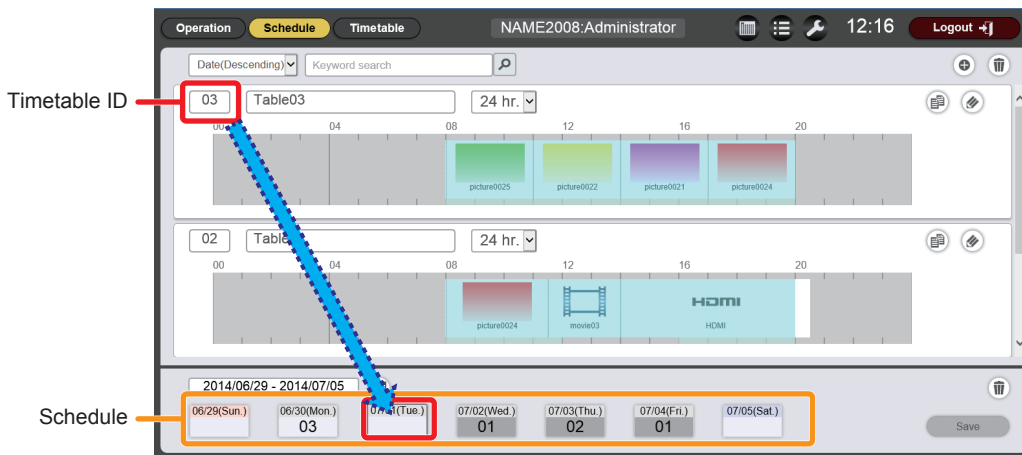 Operation Schedule Timetable NAME2008:Administrator 12:16 Logout
Date(Descending) Keyword search
Timetable ID
03 Table03 24 hr.
00 04 08 12 16 20
picture0025 picture0022 picture0021 picture0024
02 Table 24 hr.
00 04 08 12 16 20
HDMI
picture0024 movie03 HDMI
2014/06/29 - 2014/07/05
06/29(Sun.) 06/30(Mon.) (Tue.) 07/02(Wed.) 07/03(Thu.) 07/04(Fri.) 07/05(Sat.)
Schedule
03 01 02 01
Save